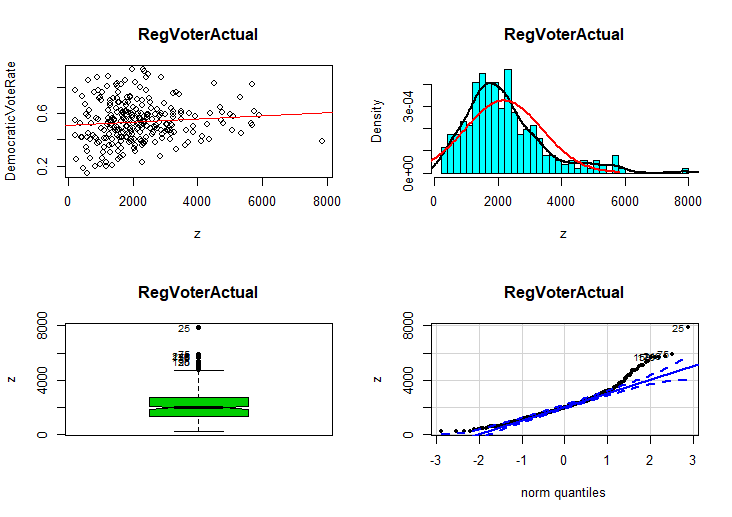 RegVoterActual
DemocraticVoteRate
0.2 0.6
0 2000 4000 6000 8000
z
RegVoterActual
Density
0e+00 3e-04
0 2000 4000 6000 8000
z
RegVoterActual
z
0 4000 8000
25
75
RegVoterActual
z
0 4000 8000
25
75
-3 -2 -1 0 1 2 3
norm quantiles